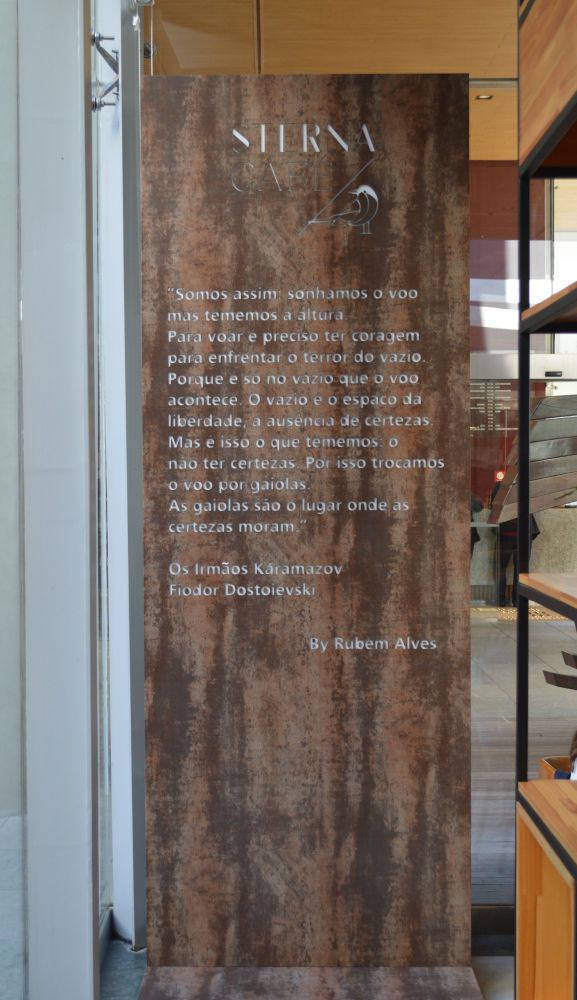 STERNA
CAFÉ
"Somos assim: sonhamos o voo
mas tememos a altura.
Para voar é preciso ter coragem
para enfrentar o terror do vazio.
Porque é só no vazio que o voo
acontece. O vazio é o espaço da
liberdade, a ausência de certezas.
Mas é isso o que tememos: o
não ter certezas. Por isso trocamos
o voo por gaiolas.
As gaiolas são o lugar onde as
certezas moram."
Os Irmãos Káramazov
Fiodor Dostoiévski
By Rubem Alves